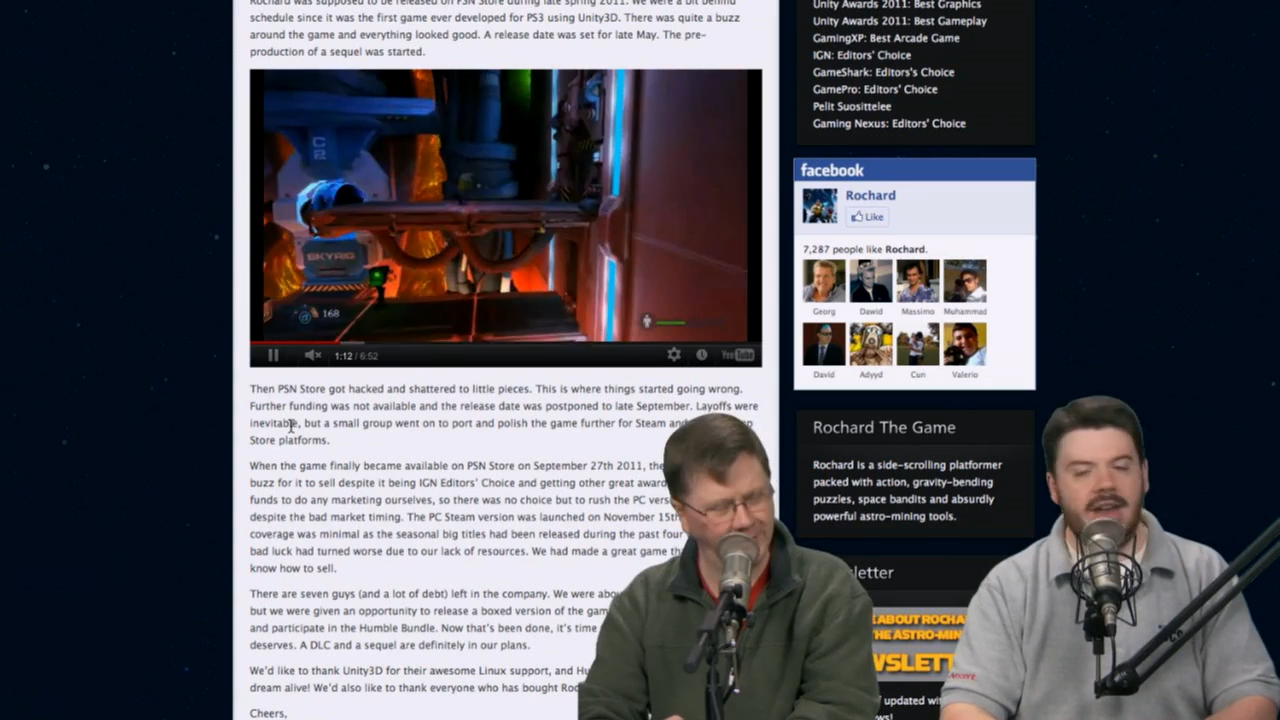 Rochard was supposed to be released on PSN Store during late spring 2011. We were a bit behind
schedule since it was the first game ever developed for PS3 using Unity3D. There was quite a buzz
around the game and everything looked good. A release date was set for late May. The pre-
production of a sequel was started.
C2
SKYRIG
168
1:12 / 6:52
YouTube
Then PSN Store got hacked and shattered to little pieces. This is where things started going wrong.
Further funding was not available and the release date was postponed to late September. Layoffs were
inevitable, but a small group went on to port and polish the game further for Steam and
Store platforms.
When the game finally became available on PSN Store on September 27th 2011,
buzz for it to sell despite it being IGN Editors' Choice and getting other great
funds to do any marketing ourselves, so there was no choice but to rush the PC
despite the bad market timing. The PC Steam version was launched on November 15th
coverage was minimal as the seasonal big titles had been released during the past four
bad luck had turned worse due to our lack of resources. We had made a great game
know how to sell.
There are seven guys (and a lot of debt) left in the company. We were
but we were given an opportunity to release a boxed version of the
and participate in the Humble Bundle. Now that's been done, it's time
deserves. A DLC and a sequel are definitely in our plans.
We'd like to thank Unity3D for their awesome Linux support, and
dream alive! We'd also like to thank everyone who has bought
Cheers,
Unity Awards 2011: Best Graphics
Unity Awards 2011: Best Gameplay
GamingXP: Best Arcade Game
IGN: Editors' Choice
GameShark: Editors's Choice
GamePro: Editors' Choice
Pelit Suosittelee
Gaming Nexus: Editors' Choice
facebook
Rochard
Like
7,287 people like Rochard.
Georg Dawid Massimo Muhammad
David Adyyd Cun Valerio
Rochard The Game
Rochard is a side-scrolling platformer
packed with action, gravity-bending
puzzles, space bandits and absurdly
powerful astro-mining tools.
letter
ABOUT
THE
updated